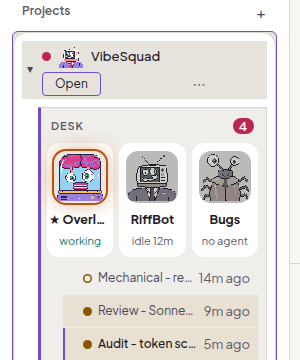 Projects +
VibeSquad
Open ...
DESK 4
★ Overl... RiffBot Bugs
working idle 12m no agent
Mechanical - re... 14m ago
Review - Sonne... 9m ago
Audit - token sc... 5m ago